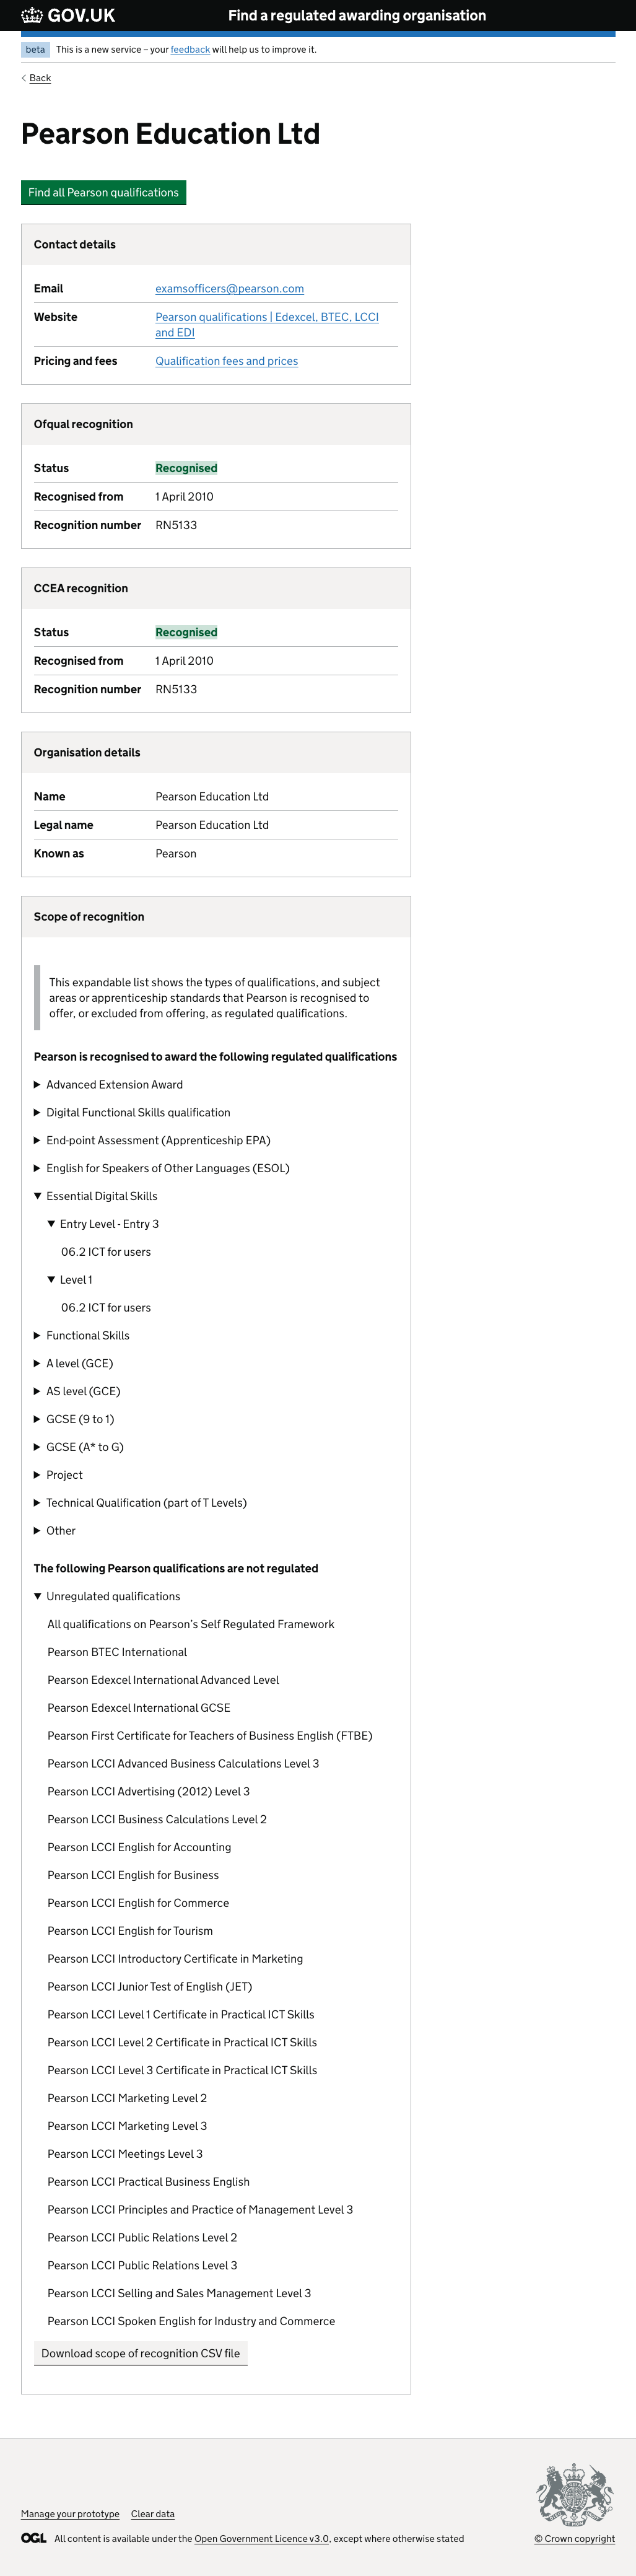 GOV.UK
Find a regulated awarding organisation
beta
This is a new service – your feedback will help us to improve it.
Back
Pearson Education Ltd
Find all Pearson qualifications
Contact details
Email examsofficers@pearson.com
Website Pearson qualifications | Edexcel, BTEC, LCCI
and EDI
Pricing and fees Qualification fees and prices
Ofqual recognition
Status Recognised
Recognised from 1 April 2010
Recognition number RN5133
CCEA recognition
Status Recognised
Recognised from 1 April 2010
Recognition number RN5133
Organisation details
Name Pearson Education Ltd
Legal name Pearson Education Ltd
Known as Pearson
Scope of recognition
This expandable list shows the types of qualifications, and subject
areas or apprenticeship standards that Pearson is recognised to
offer, or excluded from offering, as regulated qualifications.
Pearson is recognised to award the following regulated qualifications
Advanced Extension Award
Digital Functional Skills qualification
End-point Assessment (Apprenticeship EPA)
English for Speakers of Other Languages (ESOL)
Essential Digital Skills
Entry Level - Entry 3
06.2 ICT for users
Level 1
06.2 ICT for users
Functional Skills
A level (GCE)
AS level (GCE)
GCSE (9 to 1)
GCSE (A* to G)
Project
Technical Qualification (part of T Levels)
Other
The following Pearson qualifications are not regulated
Unregulated qualifications
All qualifications on Pearson's Self Regulated Framework
Pearson BTEC International
Pearson Edexcel International Advanced Level
Pearson Edexcel International GCSE
Pearson First Certificate for Teachers of Business English (FTBE)
Pearson LCCI Advanced Business Calculations Level 3
Pearson LCCI Advertising (2012) Level 3
Pearson LCCI Business Calculations Level 2
Pearson LCCI English for Accounting
Pearson LCCI English for Business
Pearson LCCI English for Commerce
Pearson LCCI English for Tourism
Pearson LCCI Introductory Certificate in Marketing
Pearson LCCI Junior Test of English (JET)
Pearson LCCI Level 1 Certificate in Practical ICT Skills
Pearson LCCI Level 2 Certificate in Practical ICT Skills
Pearson LCCI Level 3 Certificate in Practical ICT Skills
Pearson LCCI Marketing Level 2
Pearson LCCI Marketing Level 3
Pearson LCCI Meetings Level 3
Pearson LCCI Practical Business English
Pearson LCCI Principles and Practice of Management Level 3
Pearson LCCI Public Relations Level 2
Pearson LCCI Public Relations Level 3
Pearson LCCI Selling and Sales Management Level 3
Pearson LCCI Spoken English for Industry and Commerce
Download scope of recognition CSV file
Manage your prototype Clear data
OGL All content is available under the Open Government Licence v3.0, except where otherwise stated
© Crown copyright